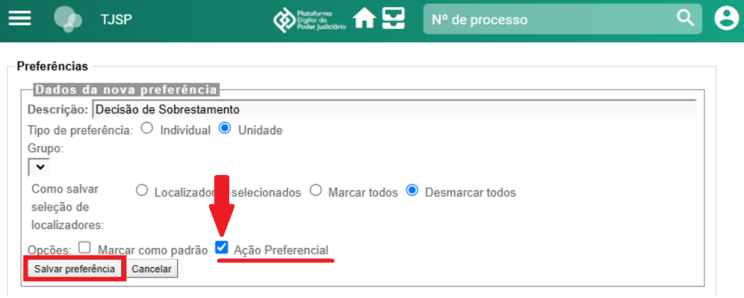 TJSP
Plataforma
Digital do
Poder Judiciário
Nº de processo
Preferências
Dados da nova preferência
Descrição: Decisão de Sobrestamento
Tipo de preferência: Individual Unidade
Grupo:
Como salvar seleção de localizadores:
Localizadores selecionados Marcar todos Desmarcar todos
Opções: Marcar como padrão Ação Preferencial
Salvar preferência Cancelar